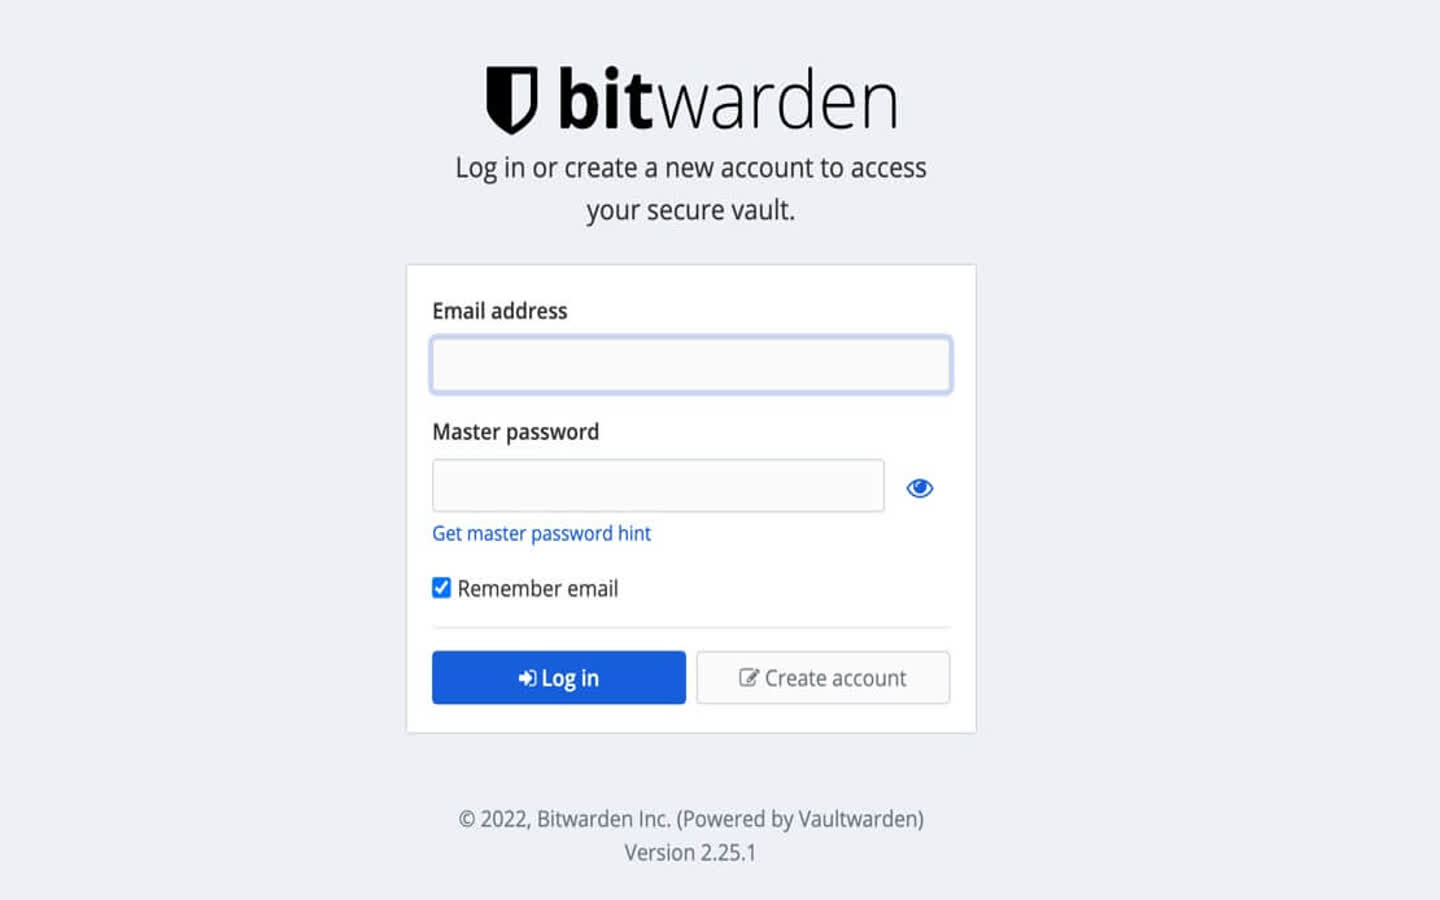 bitwarden
Log in or create a new account to access
your secure vault.
Email address
Master password
Get master password hint
Remember email
Log in
Create account
© 2022, Bitwarden Inc. (Powered by Vaultwarden)
Version 2.25.1